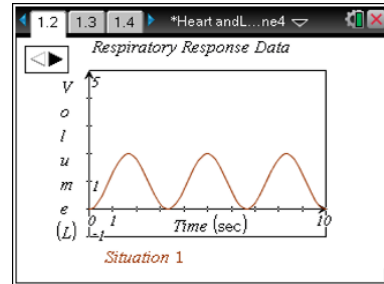 1.2 1.3 1.4 *Heart andL...ne4
Respiratory Response Data
Volume (L)
5
1
0 1 Time (sec) 10
-1
Situation 1